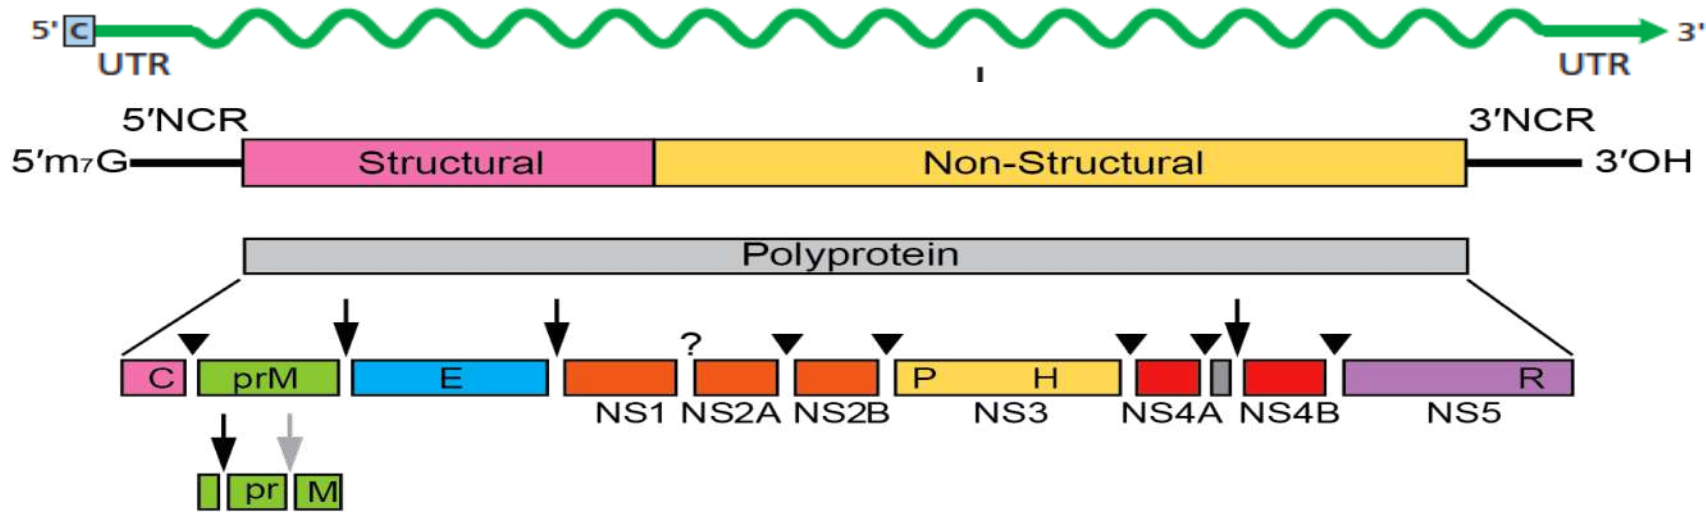 5' C 3'
UTR UTR
5′NCR 3′NCR
5′m₇G Structural Non-Structural 3′OH
Polyprotein
?
C prM E P H R
NS1 NS2A NS2B NS3 NS4A NS4B NS5
pr M